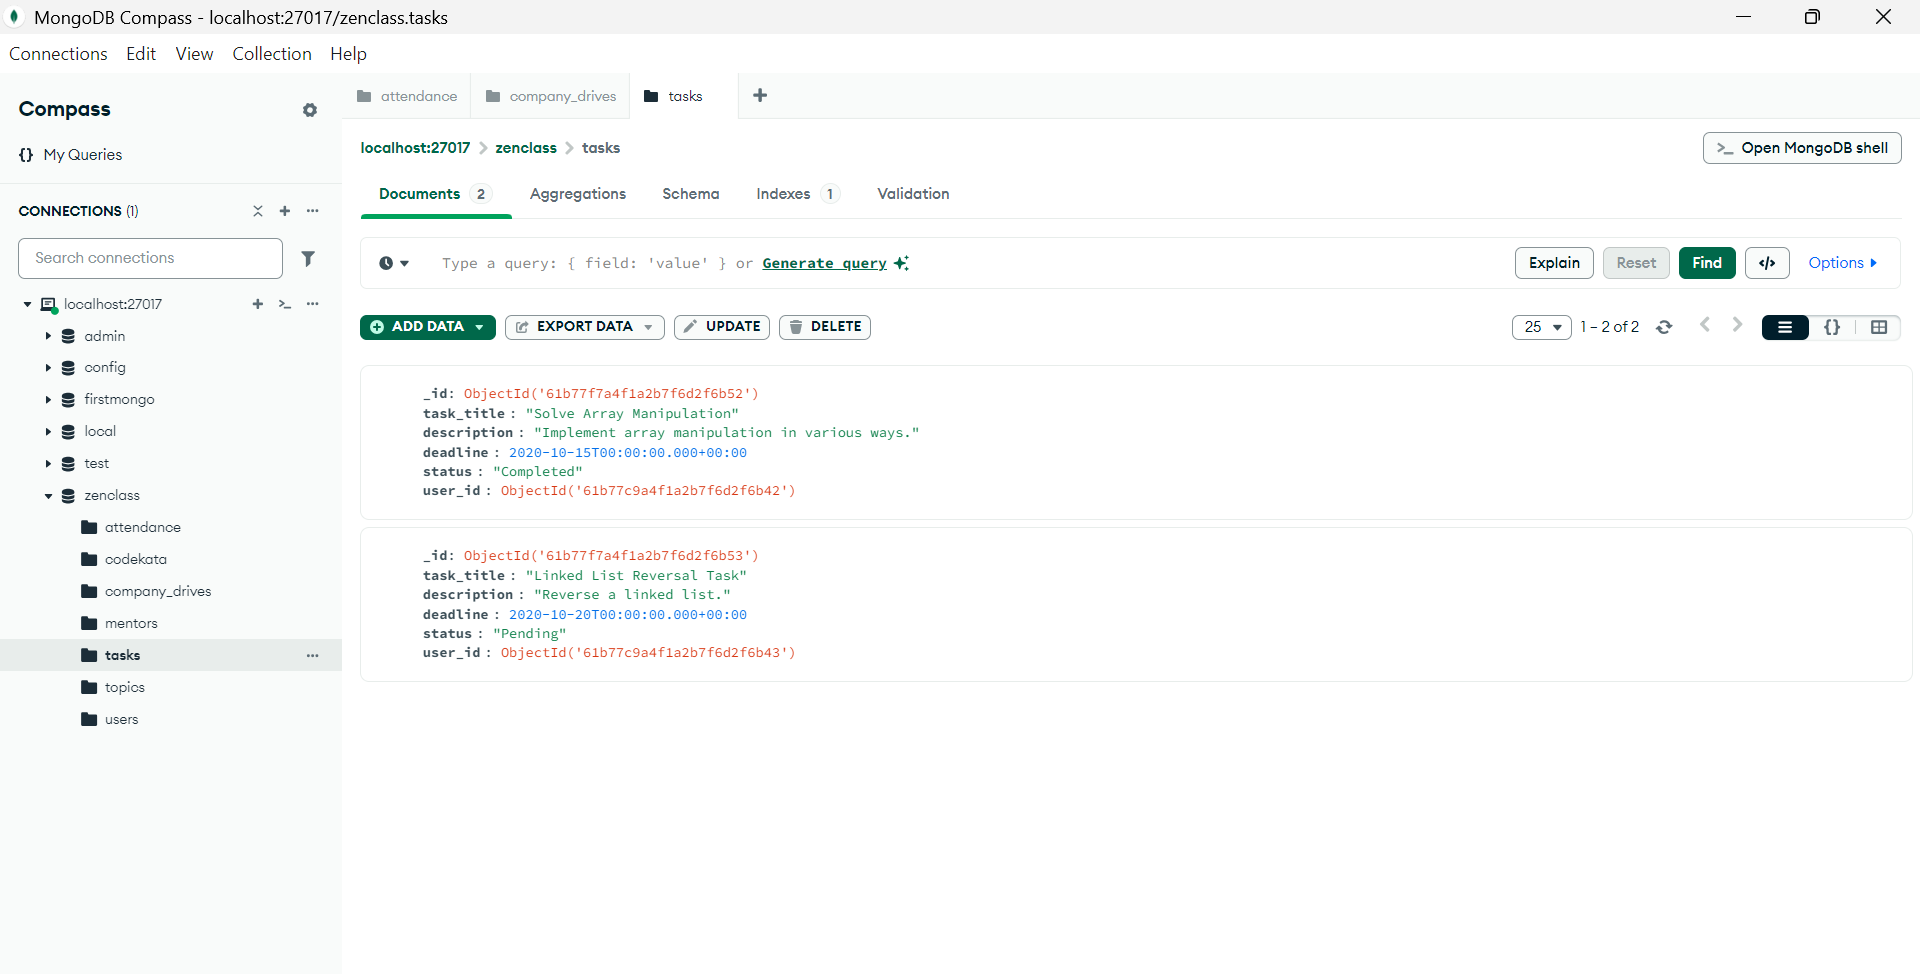 MongoDB Compass - localhost:27017/zenclass.tasks
Connections Edit View Collection Help
Compass
{} My Queries
CONNECTIONS (1)
Search connections
localhost:27017
admin
config
firstmongo
local
test
zenclass
attendance
codekata
company_drives
mentors
tasks
topics
users
attendance company_drives tasks
localhost:27017 > zenclass > tasks
>_ Open MongoDB shell
Documents 2 Aggregations Schema Indexes 1 Validation
Type a query: { field: 'value' } or Generate query
Explain Reset Find </> Options
ADD DATA EXPORT DATA UPDATE DELETE
25 1 – 2 of 2 {}
_id: ObjectId('61b77f7a4f1a2b7f6d2f6b52')
task_title : "Solve Array Manipulation"
description : "Implement array manipulation in various ways."
deadline : 2020-10-15T00:00:00.000+00:00
status : "Completed"
user_id : ObjectId('61b77c9a4f1a2b7f6d2f6b42')
_id: ObjectId('61b77f7a4f1a2b7f6d2f6b53')
task_title : "Linked List Reversal Task"
description : "Reverse a linked list."
deadline : 2020-10-20T00:00:00.000+00:00
status : "Pending"
user_id : ObjectId('61b77c9a4f1a2b7f6d2f6b43')